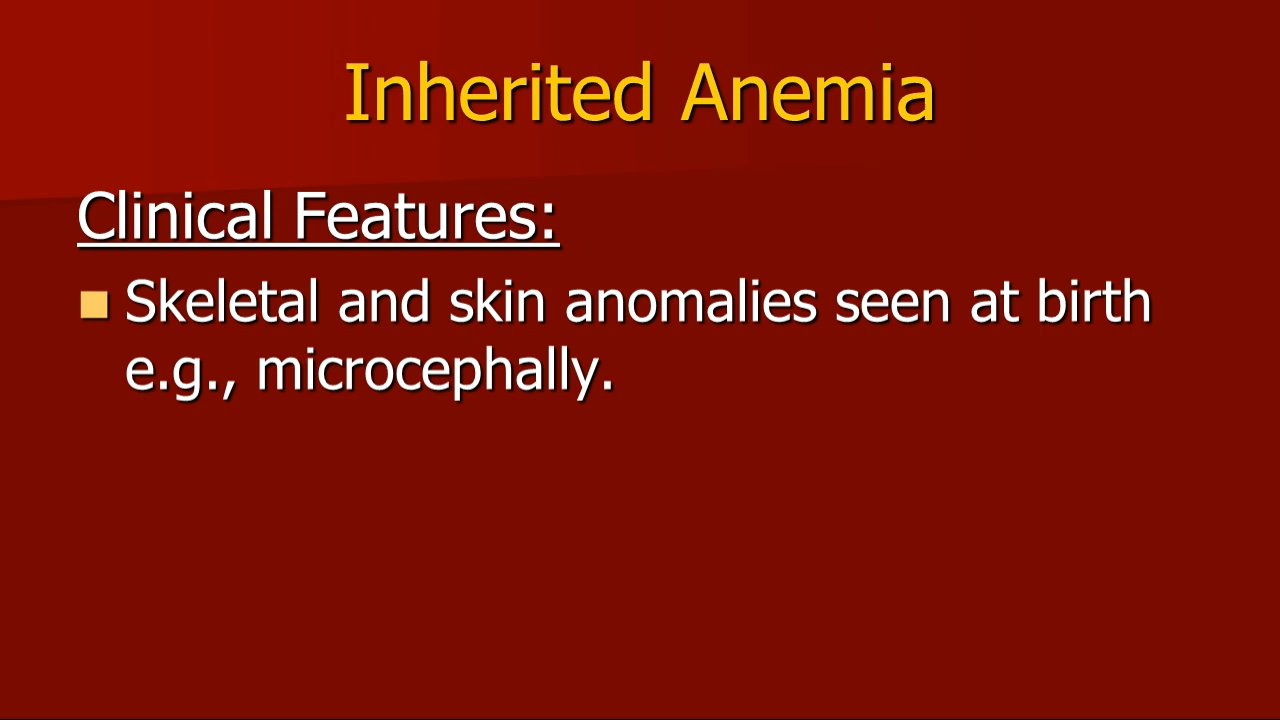 Inherited Anemia
Clinical Features:
Skeletal and skin anomalies seen at birth
e.g., microcephally.